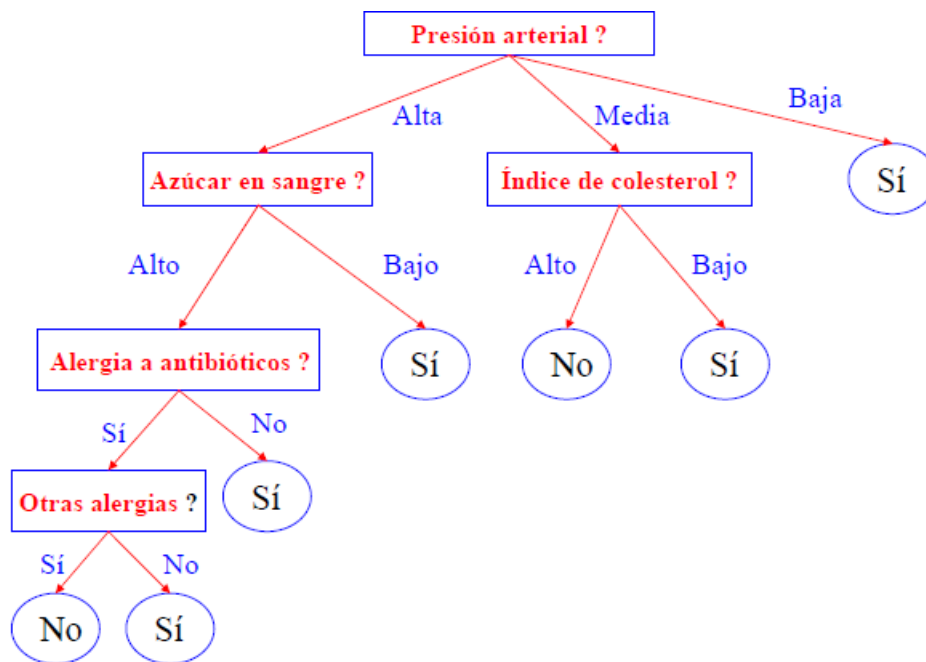 Presión arterial ?
Alta
Media
Baja
Azúcar en sangre ?
Índice de colesterol ?
Sí
Alto
Bajo
Alto
Bajo
Alergia a antibióticos ?
Sí
No
Sí
Sí
No
Otras alergias ?
Sí
Sí
No
No
Sí